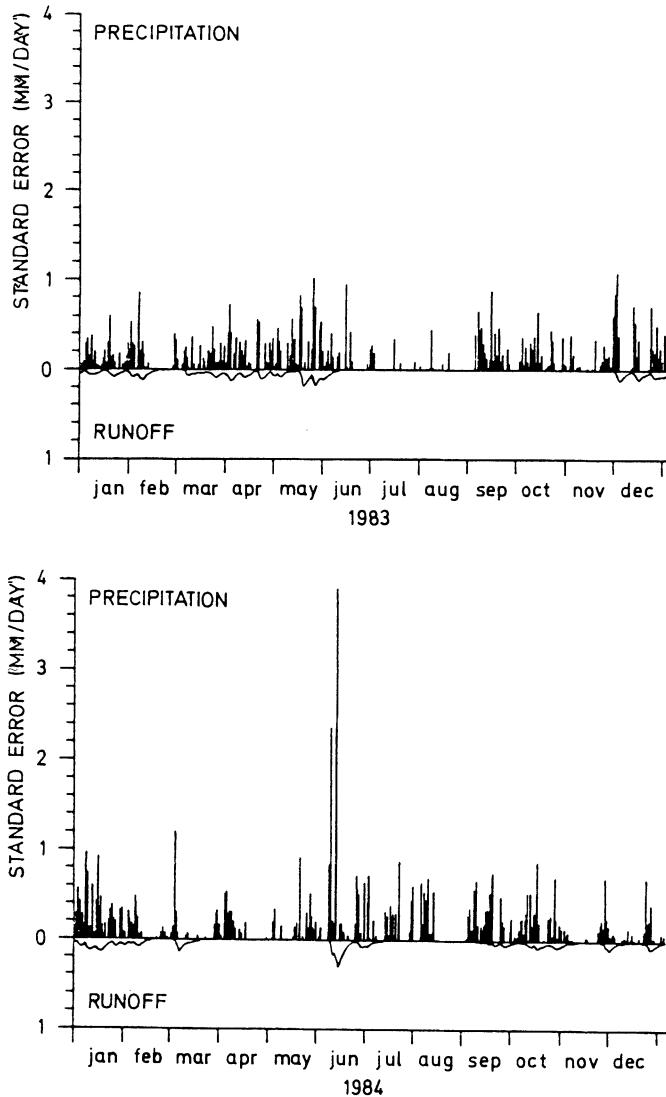 4
PRECIPITATION
3
2
1
0
RUNOFF
1
STANDARD ERROR (MM/DAY)
jan feb mar apr may jun jul aug sep oct nov dec
1983
4
PRECIPITATION
3
2
1
0
RUNOFF
1
STANDARD ERROR (MM/DAY)
jan feb mar apr may jun jul aug sep oct nov dec
1984